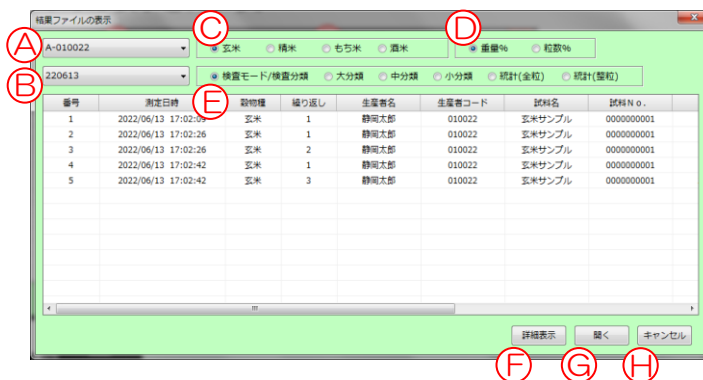 結果ファイルの表示
Ⓐ A-010022 Ⓒ 玄米 精米 もち米 酒米 Ⓓ 重量% 粒数%
Ⓑ 220613 Ⓔ 検査モード/検査分類 大分類 中分類 小分類 統計(全粒) 統計(整粒)
番号 測定日時 穀物種 繰り返し 生産者名 生産者コード 試料名 試料No.
1 2022/06/13 17:02:09 玄米 1 静岡太郎 010022 玄米サンプル 0000000001
2 2022/06/13 17:02:26 玄米 1 静岡太郎 010022 玄米サンプル 0000000001
3 2022/06/13 17:02:26 玄米 2 静岡太郎 010022 玄米サンプル 0000000001
4 2022/06/13 17:02:42 玄米 1 静岡太郎 010022 玄米サンプル 0000000001
5 2022/06/13 17:02:42 玄米 3 静岡太郎 010022 玄米サンプル 0000000001
詳細表示 開く キャンセル
Ⓕ Ⓖ Ⓗ